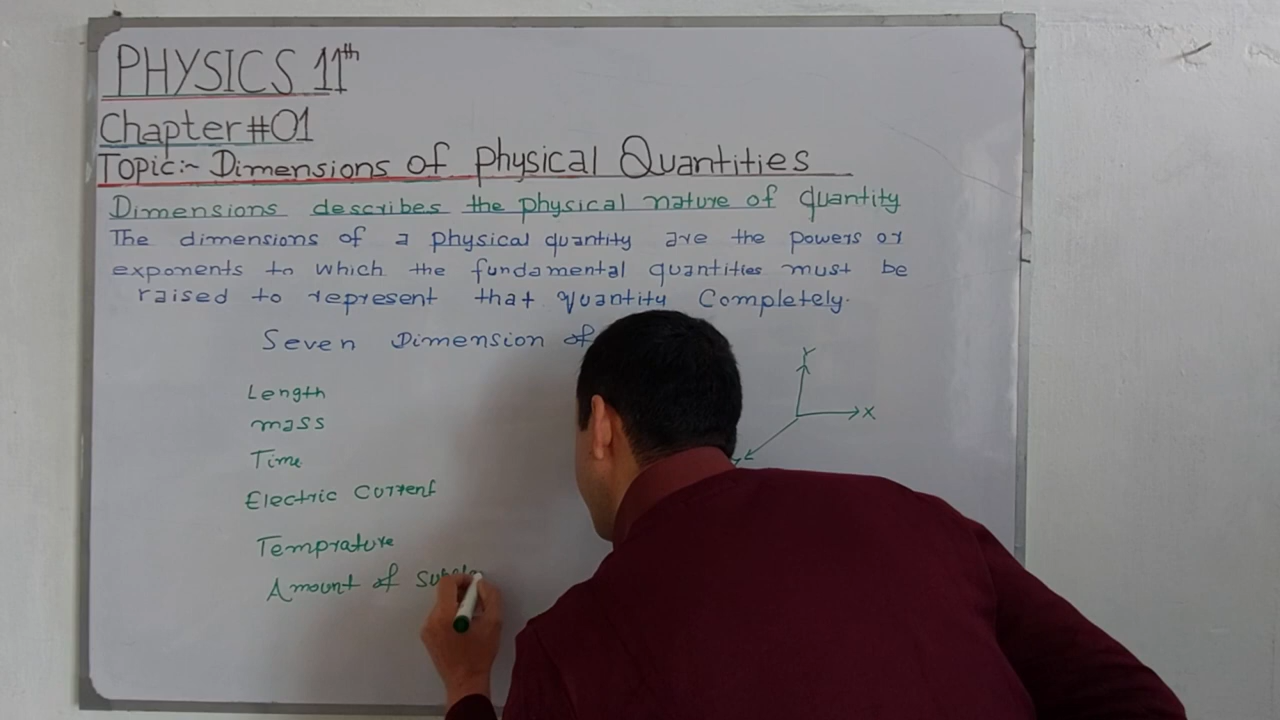 PHYSICS 11th
Chapter#01
Topic:~ Dimensions of Physical Quantities
Dimensions describes the physical nature of quantity
The dimensions of a physical quantity are the powers or
exponents to which the fundamental quantities must be
raised to represent that quantity Completely.
Seven Dimension of
Length
mass
Time
Electric Current
Temprature
Amount of
Y
X